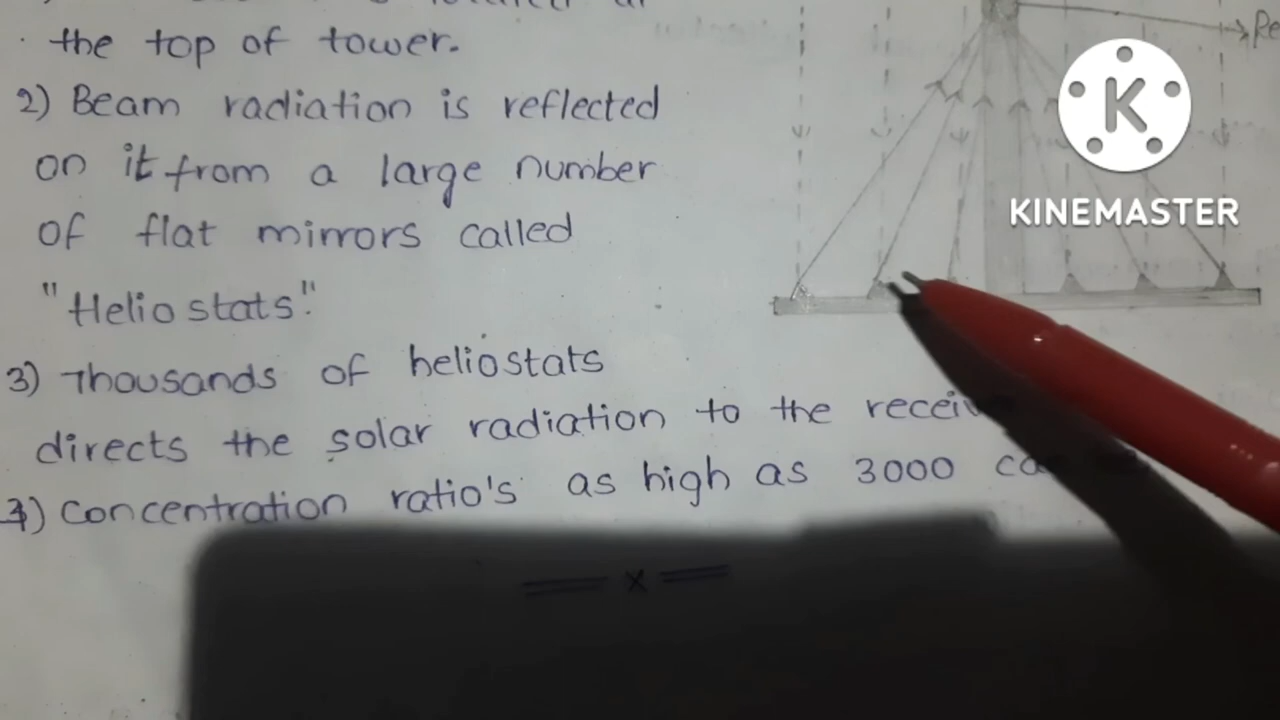 the top of tower.
2) Beam radiation is reflected
on it from a large number
of flat mirrors called
"Heliostats".
3) Thousands of heliostats
directs the solar radiation to the
4) Concentration ratio's as high as 3000
x
K
KINEMASTER